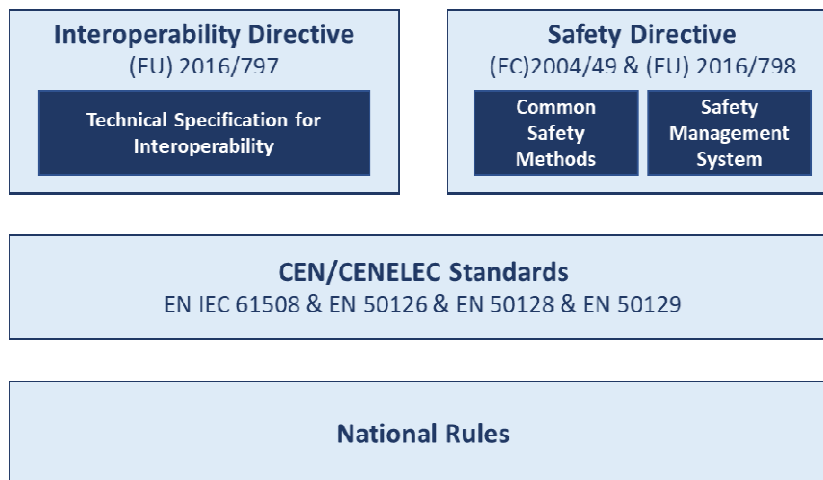 Interoperability Directive
(EU) 2016/797
Technical Specification for
Interoperability
Safety Directive
(EC)2004/49 & (EU) 2016/798
Common
Safety
Methods
Safety
Management
System
CEN/CENELEC Standards
EN IEC 61508 & EN 50126 & EN 50128 & EN 50129
National Rules